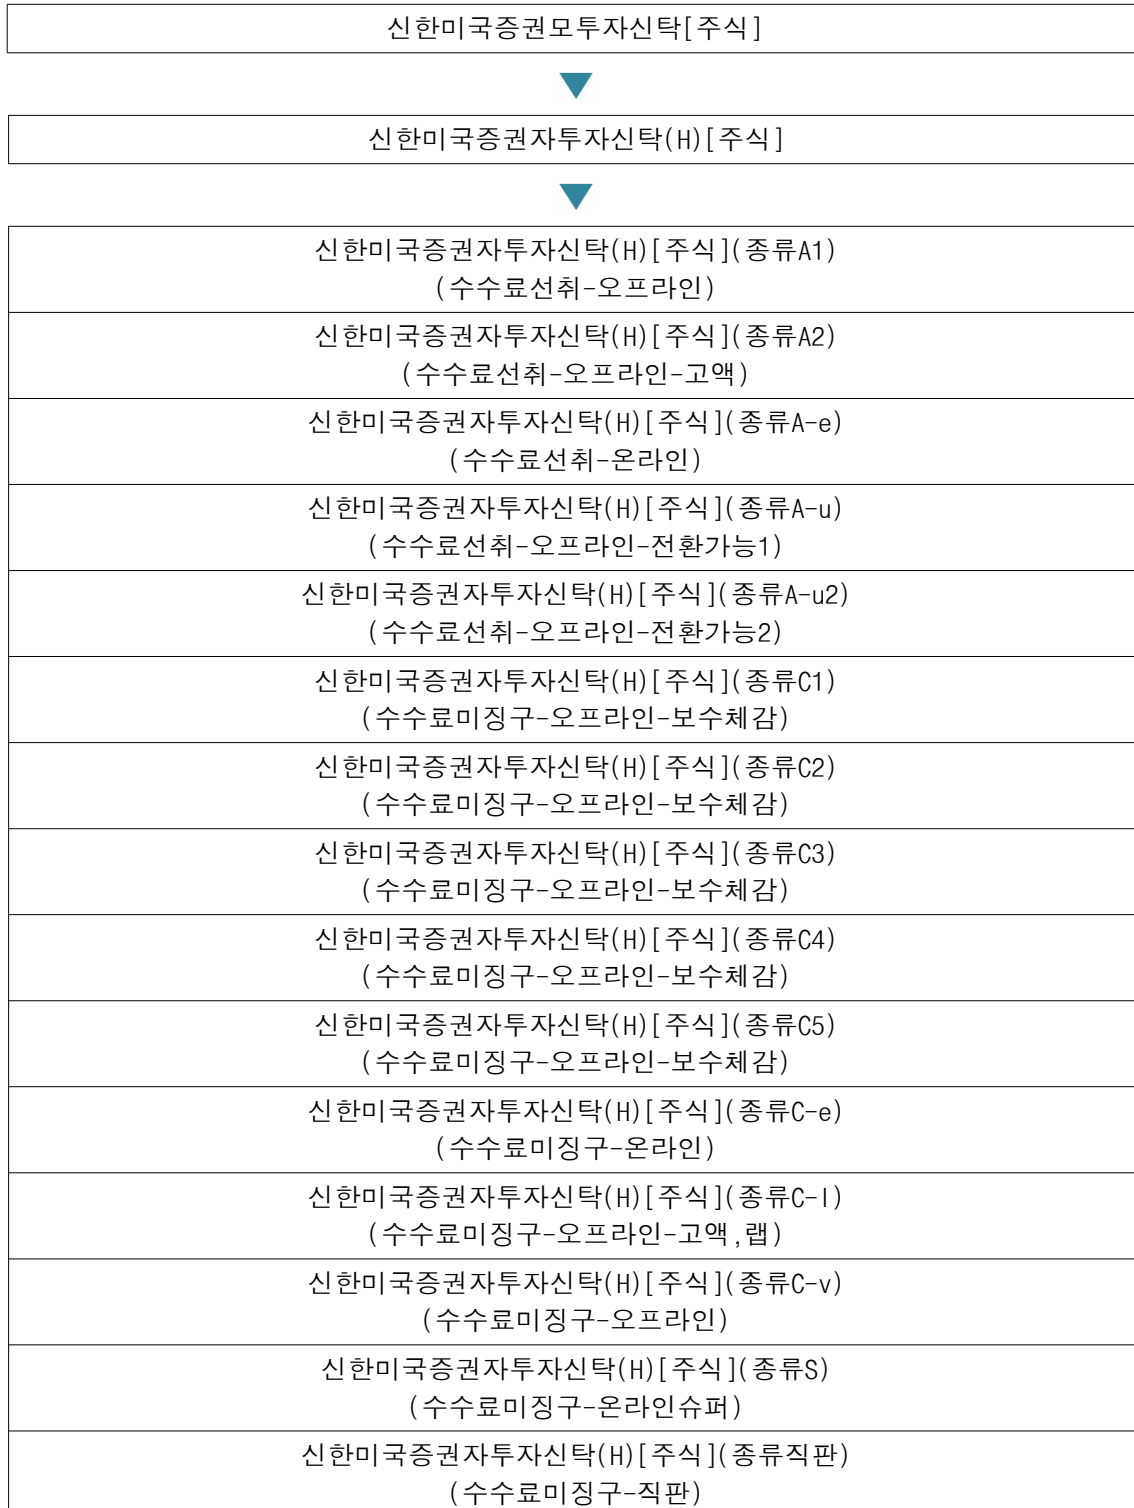 신한미국증권모투자신탁[주식]
신한미국증권자투자신탁(H)[주식]
신한미국증권자투자신탁(H)[주식](종류A1)
(수수료선취-오프라인)
신한미국증권자투자신탁(H)[주식](종류A2)
(수수료선취-오프라인-고액)
신한미국증권자투자신탁(H)[주식](종류A-e)
(수수료선취-온라인)
신한미국증권자투자신탁(H)[주식](종류A-u)
(수수료선취-오프라인-전환가능1)
신한미국증권자투자신탁(H)[주식](종류A-u2)
(수수료선취-오프라인-전환가능2)
신한미국증권자투자신탁(H)[주식](종류C1)
(수수료미징구-오프라인-보수체감)
신한미국증권자투자신탁(H)[주식](종류C2)
(수수료미징구-오프라인-보수체감)
신한미국증권자투자신탁(H)[주식](종류C3)
(수수료미징구-오프라인-보수체감)
신한미국증권자투자신탁(H)[주식](종류C4)
(수수료미징구-오프라인-보수체감)
신한미국증권자투자신탁(H)[주식](종류C5)
(수수료미징구-오프라인-보수체감)
신한미국증권자투자신탁(H)[주식](종류C-e)
(수수료미징구-온라인)
신한미국증권자투자신탁(H)[주식](종류C-I)
(수수료미징구-오프라인-고액,랩)
신한미국증권자투자신탁(H)[주식](종류C-v)
(수수료미징구-오프라인)
신한미국증권자투자신탁(H)[주식](종류S)
(수수료미징구-온라인슈퍼)
신한미국증권자투자신탁(H)[주식](종류직판)
(수수료미징구-직판)